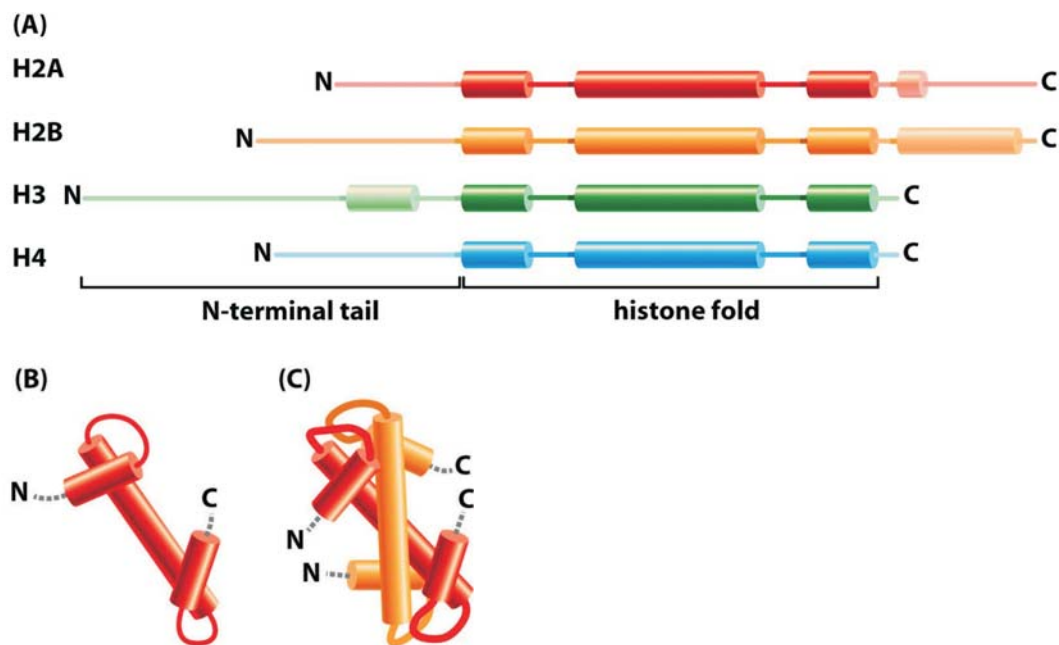 (A)
H2A N C
H2B N C
H3 N C
H4 N C
N-terminal tail histone fold
(B) (C)
N C
C
C
N
N